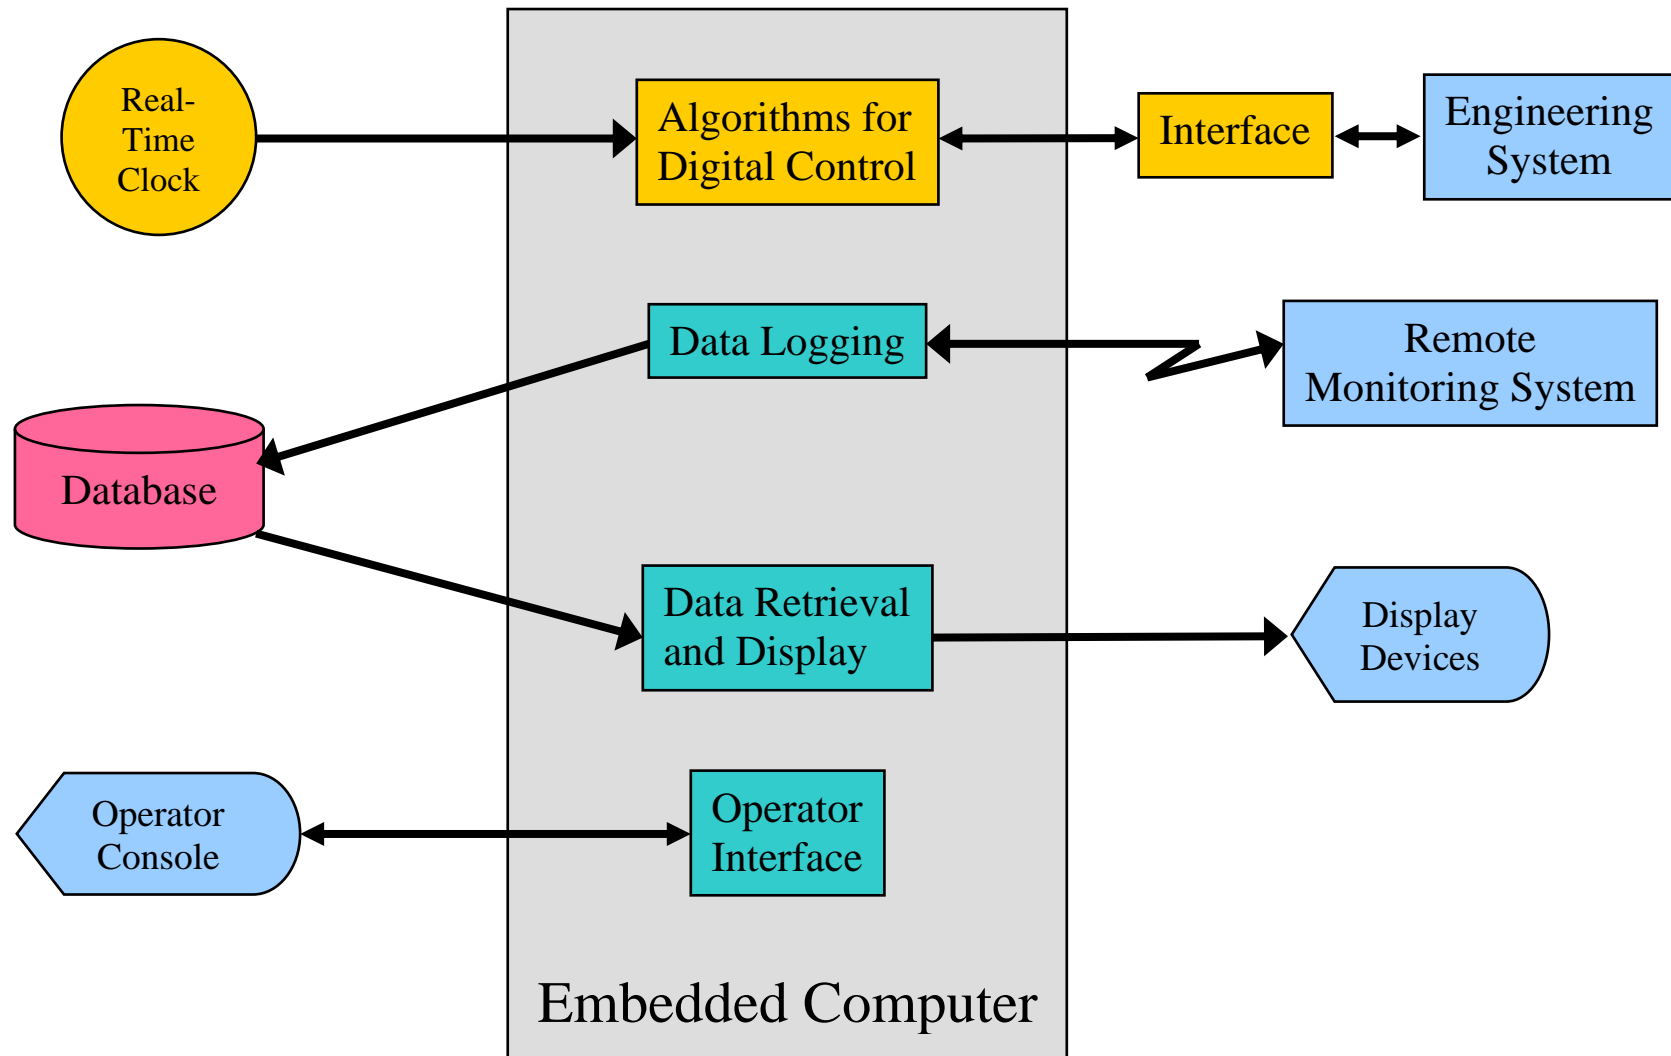 Real-
Time
Clock
Algorithms for
Digital Control
Interface
Engineering
System
Data Logging
Remote
Monitoring System
Database
Data Retrieval
and Display
Display
Devices
Operator
Console
Operator
Interface
Embedded Computer